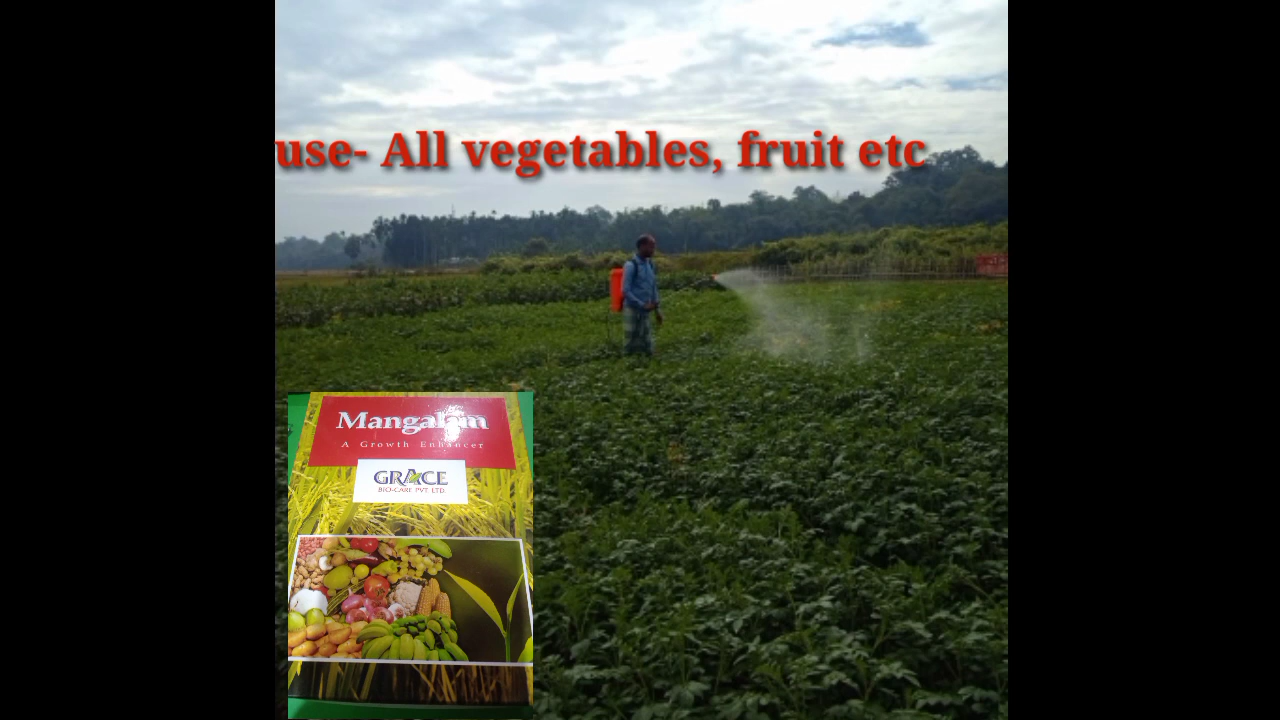 use- All vegetables, fruit etc
Mangalam
A Growth Enhancer
GRACE
BIO-CARE PVT. LTD.